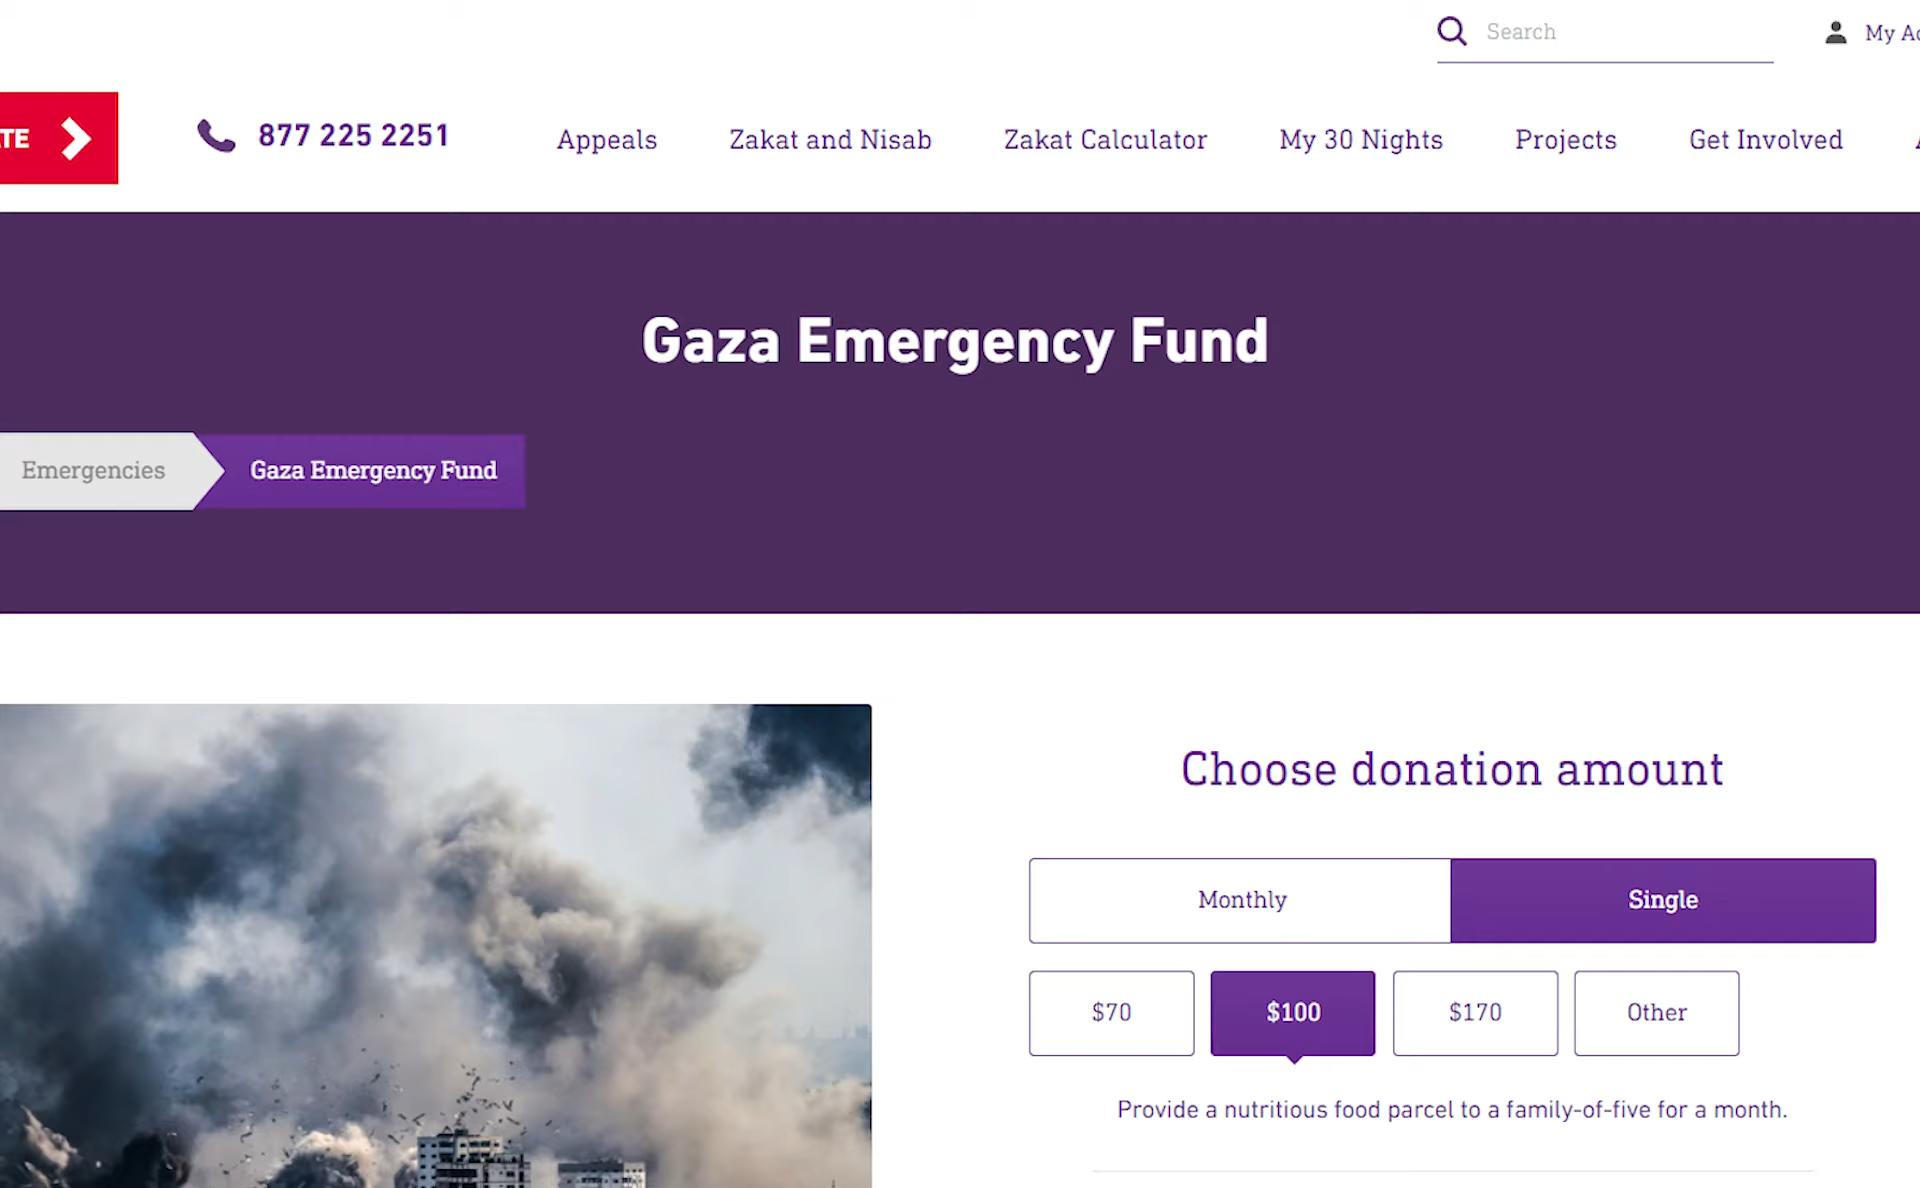 Search
My Ac
TE
877 225 2251
Appeals
Zakat and Nisab
Zakat Calculator
My 30 Nights
Projects
Get Involved
Gaza Emergency Fund
Emergencies
Gaza Emergency Fund
Choose donation amount
Monthly
Single
$70
$100
$170
Other
Provide a nutritious food parcel to a family-of-five for a month.